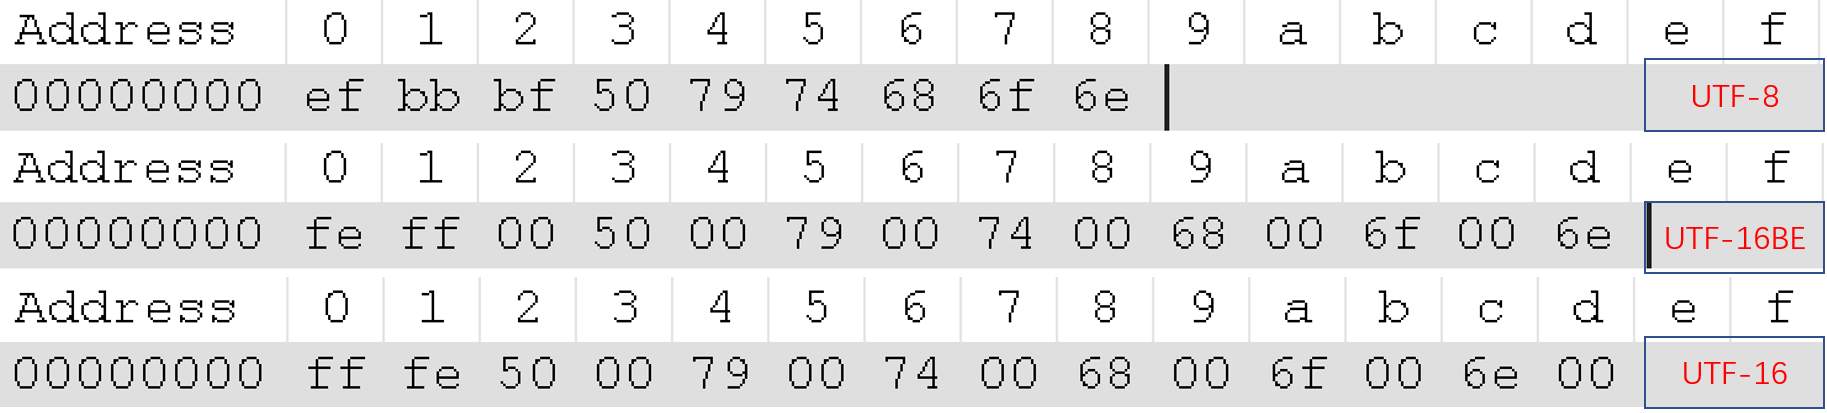 Address 0 1 2 3 4 5 6 7 8 9 a b c d e f
00000000 ef bb bf 50 79 74 68 6f 6e UTF-8
Address 0 1 2 3 4 5 6 7 8 9 a b c d e f
00000000 fe ff 00 50 00 79 00 74 00 68 00 6f 00 6e UTF-16BE
Address 0 1 2 3 4 5 6 7 8 9 a b c d e f
00000000 ff fe 50 00 79 00 74 00 68 00 6f 00 6e 00 UTF-16